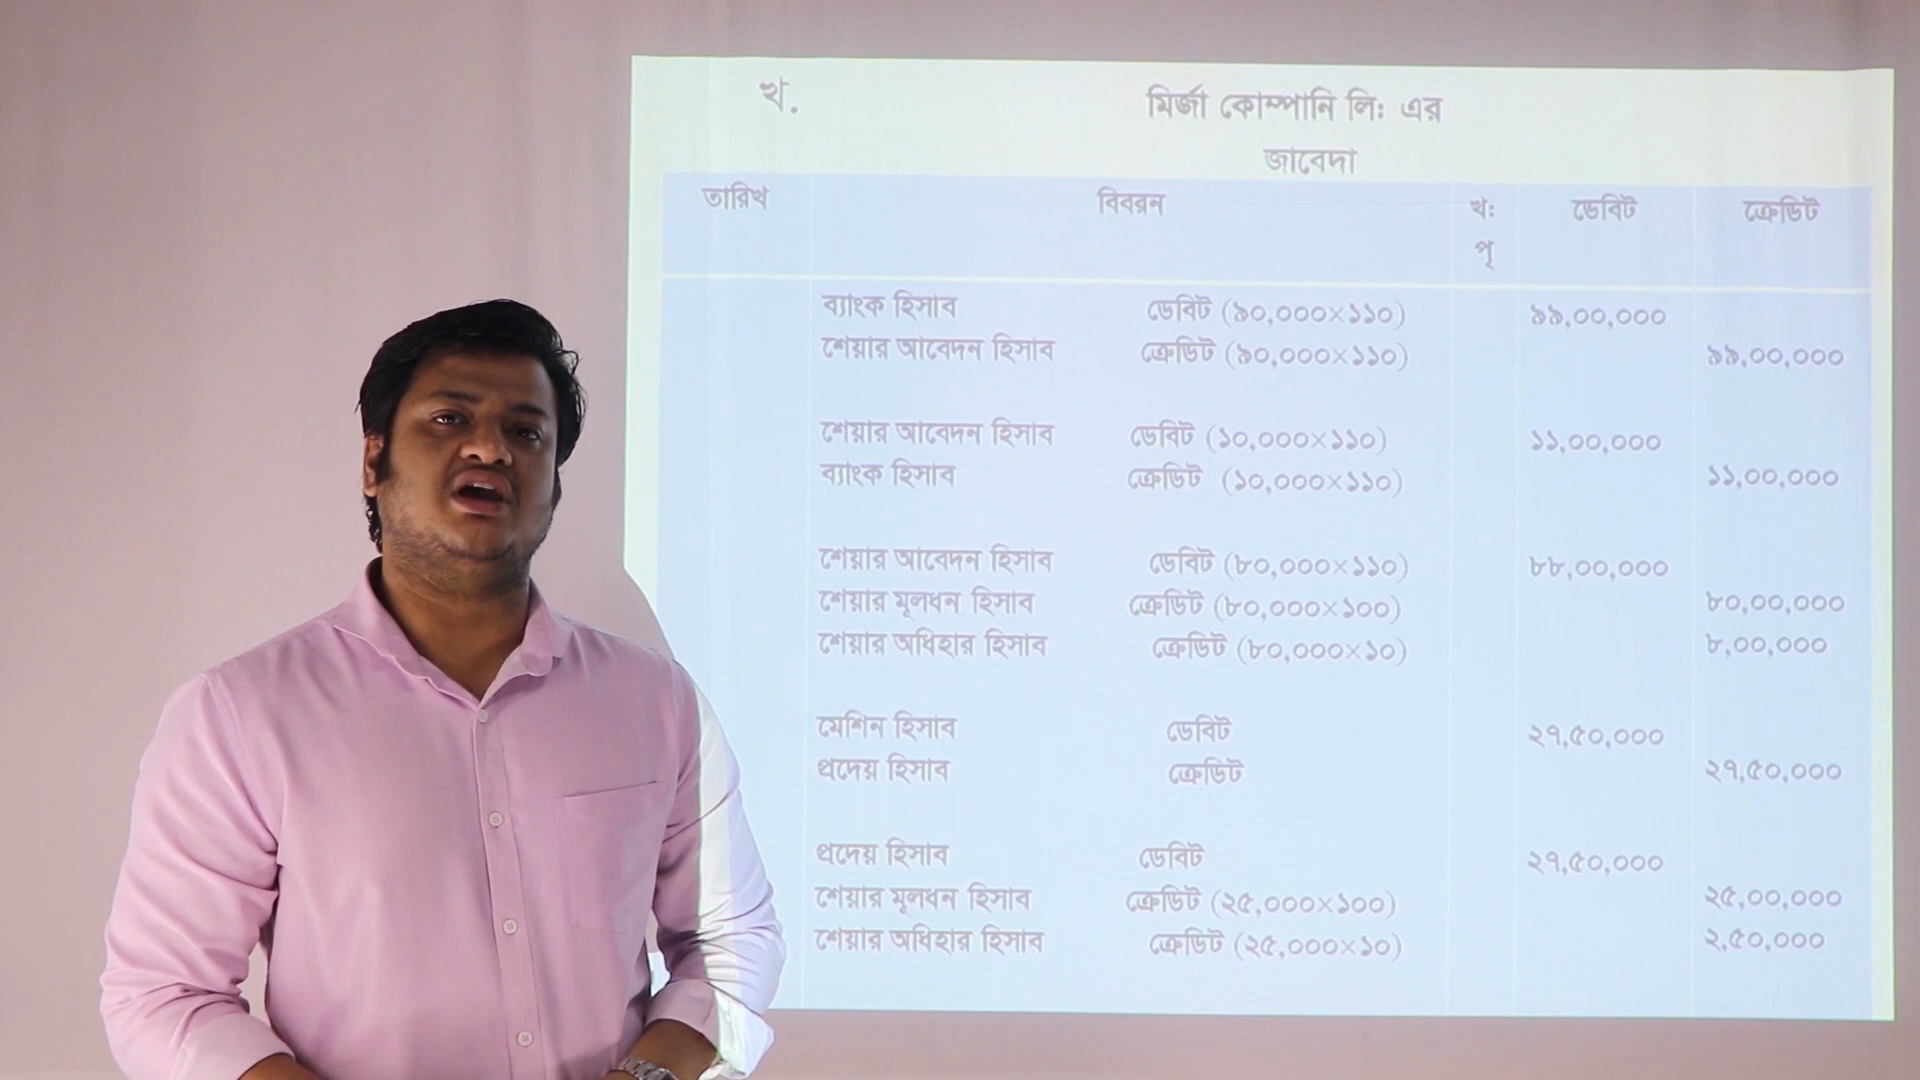 খ.
মির্জা কোম্পানি লি: এর
জাবেদা
তারিখ বিবরন খ: পৃ ডেবিট ক্রেডিট
ব্যাংক হিসাব ডেবিট (৯০,০০০×১১০) ৯৯,০০,০০০
শেয়ার আবেদন হিসাব ক্রেডিট (৯০,০০০×১১০) ৯৯,০০,০০০
শেয়ার আবেদন হিসাব ডেবিট (১০,০০০×১১০) ১১,০০,০০০
ব্যাংক হিসাব ক্রেডিট (১০,০০০×১১০) ১১,০০,০০০
শেয়ার আবেদন হিসাব ডেবিট (৮০,০০০×১১০) ৮৮,০০,০০০
শেয়ার মূলধন হিসাব ক্রেডিট (৮০,০০০×১০০) ৮০,০০,০০০
শেয়ার অধিহার হিসাব ক্রেডিট (৮০,০০০×১০) ৮,০০,০০০
মেশিন হিসাব ডেবিট ২৭,৫০,০০০
প্রদেয় হিসাব ক্রেডিট ২৭,৫০,০০০
প্রদেয় হিসাব ডেবিট ২৭,৫০,০০০
শেয়ার মূলধন হিসাব ক্রেডিট (২৫,০০০×১০০) ২৫,০০,০০০
শেয়ার অধিহার হিসাব ক্রেডিট (২৫,০০০×১০) ২,৫০,০০০